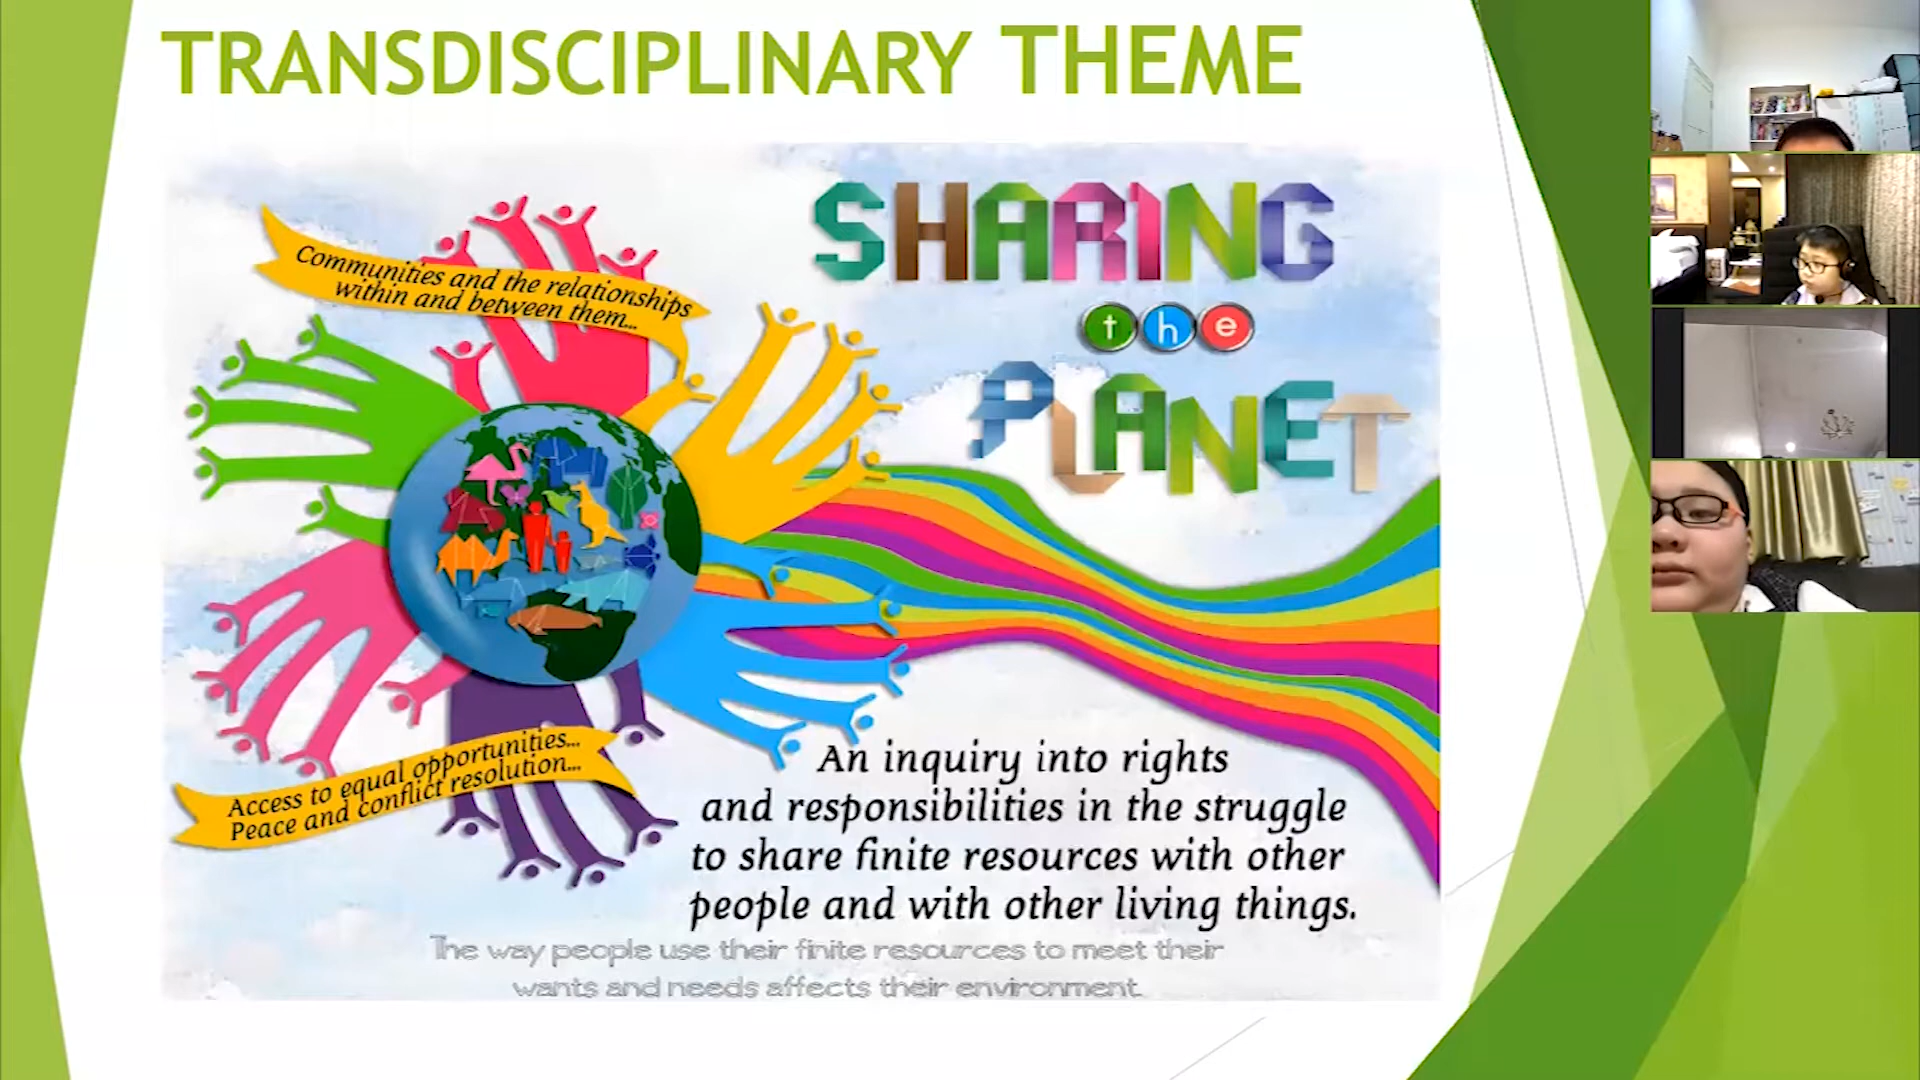 TRANSDISCIPLINARY THEME
SHARING
the
PLANET
Communities and the relationships
within and between them...
Access to equal opportunities...
Peace and conflict resolution...
An inquiry into rights
and responsibilities in the struggle
to share finite resources with other
people and with other living things.
The way people use their finite resources to meet their
wants and needs affects their environment.